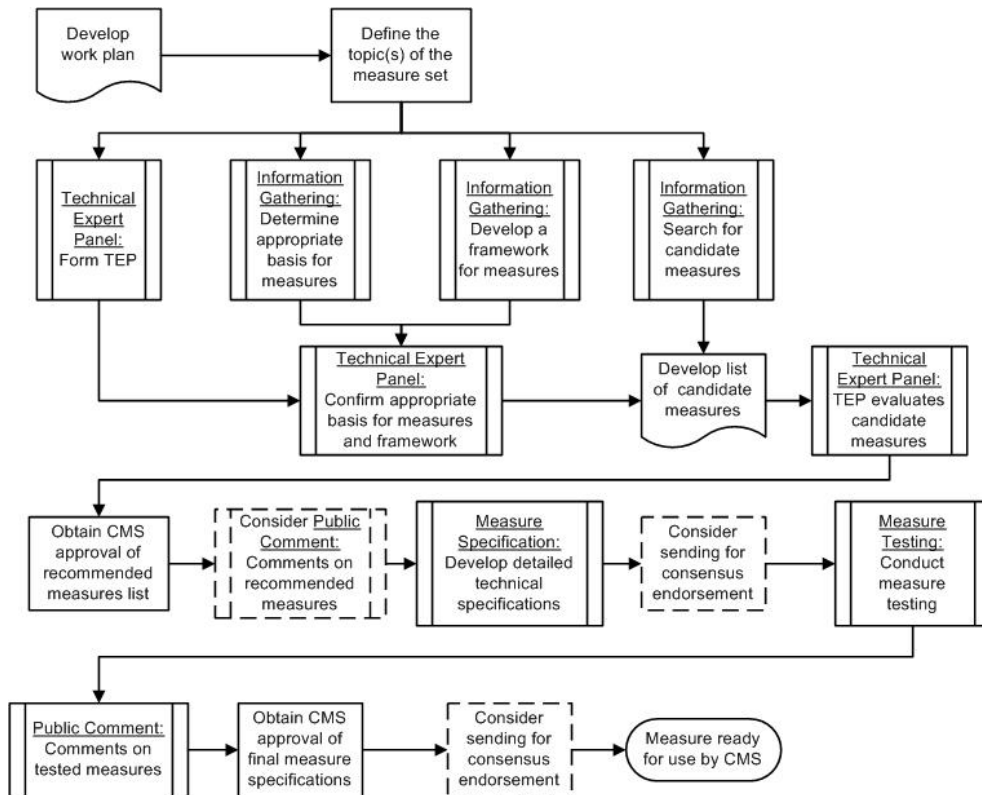 Develop
work plan
Define the
topic(s) of the
measure set
Technical
Expert
Panel:
Form TEP
Information
Gathering:
Determine
appropriate
basis for
measures
Information
Gathering:
Develop a
framework
for measures
Information
Gathering:
Search for
candidate
measures
Technical Expert
Panel:
Confirm appropriate
basis for measures
and framework
Develop list
of candidate
measures
Technical
Expert Panel:
TEP evaluates
candidate
measures
Obtain CMS
approval of
recommended
measures list
Consider Public
Comment:
Comments on
recommended
measures
Measure
Specification:
Develop detailed
technical
specifications
Consider
sending for
consensus
endorsement
Measure
Testing:
Conduct
measure
testing
Public Comment:
Comments on
tested measures
Obtain CMS
approval of
final measure
specifications
Consider
sending for
consensus
endorsement
Measure ready
for use by CMS